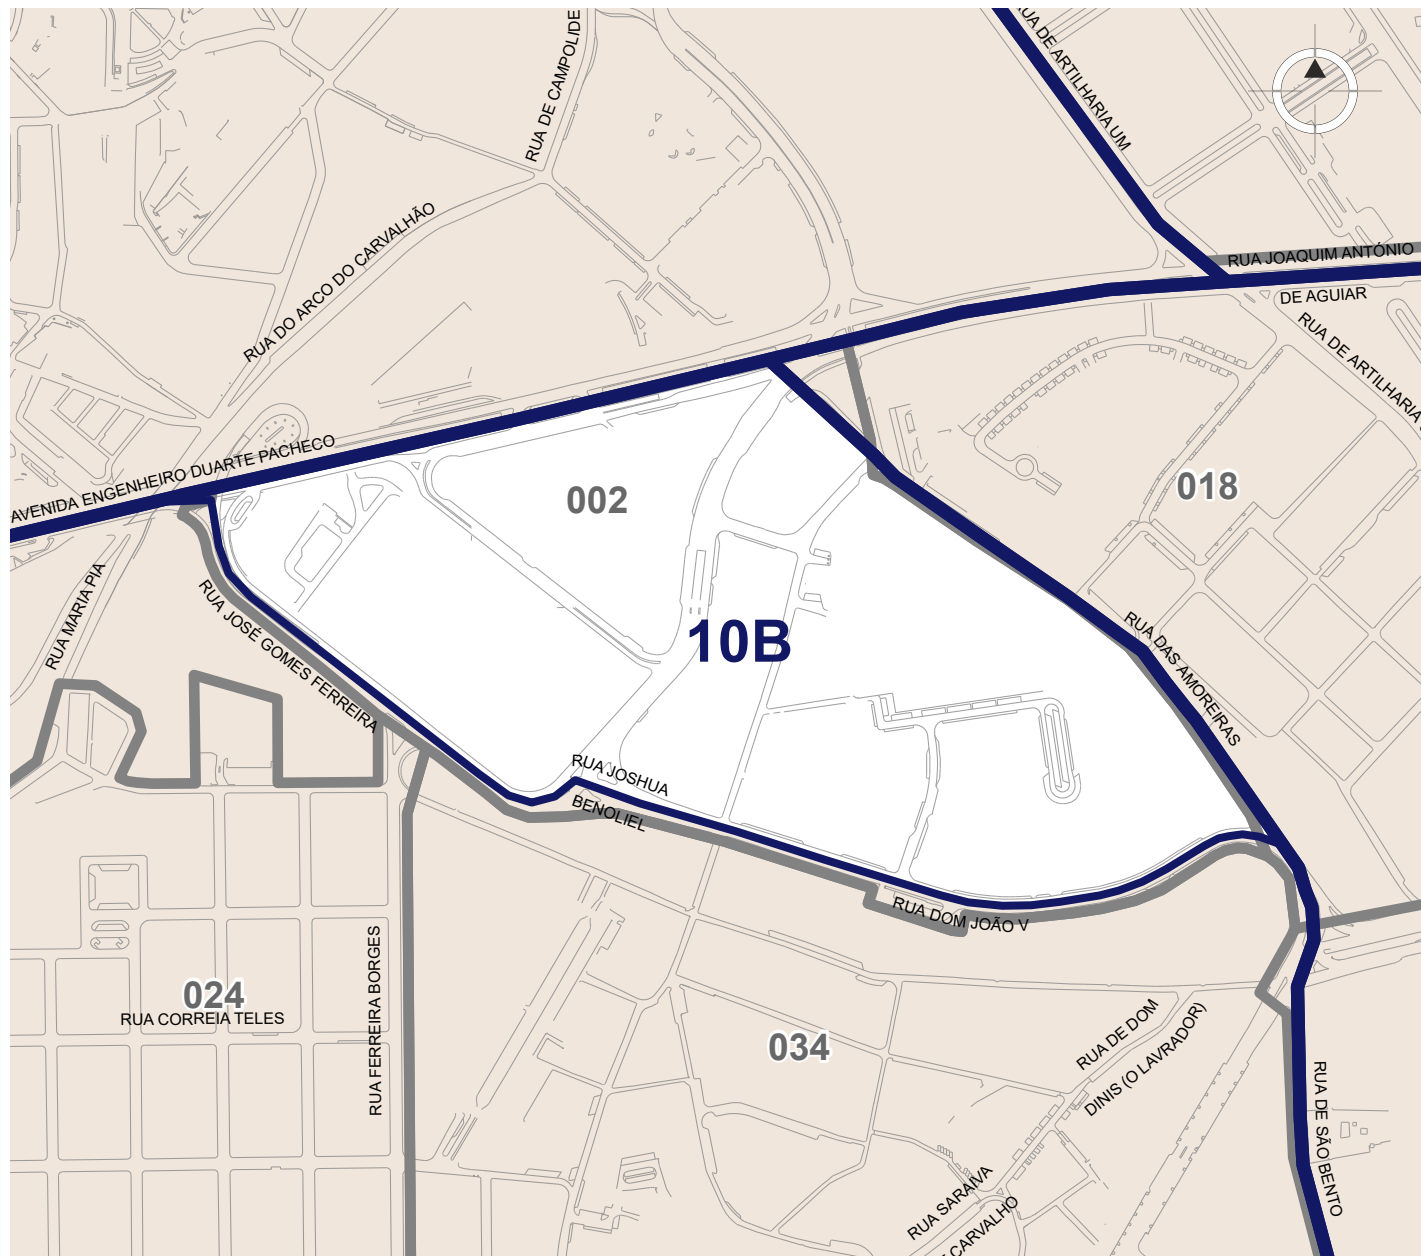 RUA DE CAMPOLIDE
RUA DE ARTILHARIA UM
RUA JOAQUIM ANTÓNIO
DE AGUIAR
RUA DO ARCO DO CARVALHÃO
RUA DE ARTILHARIA
AVENIDA ENGENHEIRO DUARTE PACHECO
002
018
RUA MARIA PIA
RUA JOSÉ GOMES FERREIRA
10B
RUA DAS AMOREIRAS
RUA JOSHUA
BENOLIEL
RUA DOM JOÃO V
024
RUA CORREIA TELES
RUA FERREIRA BORGES
034
RUA DE DOM
DINIS (O LAVRADOR)
RUA DE SÃO BENTO
RUA SARAIVA
CARVALHO